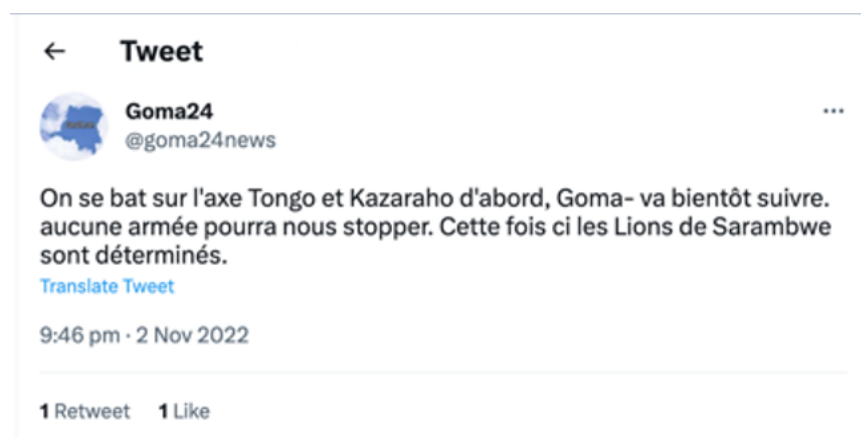 ← Tweet
Goma24
@goma24news
...
On se bat sur l'axe Tongo et Kazaraho d'abord, Goma- va bientôt suivre.
aucune armée pourra nous stopper. Cette fois ci les Lions de Sarambwe
sont déterminés.
Translate Tweet
9:46 pm · 2 Nov 2022
1 Retweet 1 Like